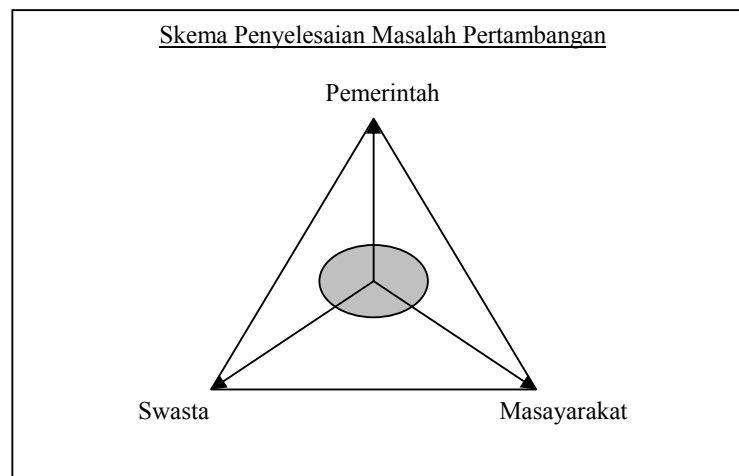 Skema Penyelesaian Masalah Pertambangan
Pemerintah
Swasta
Masayarakat